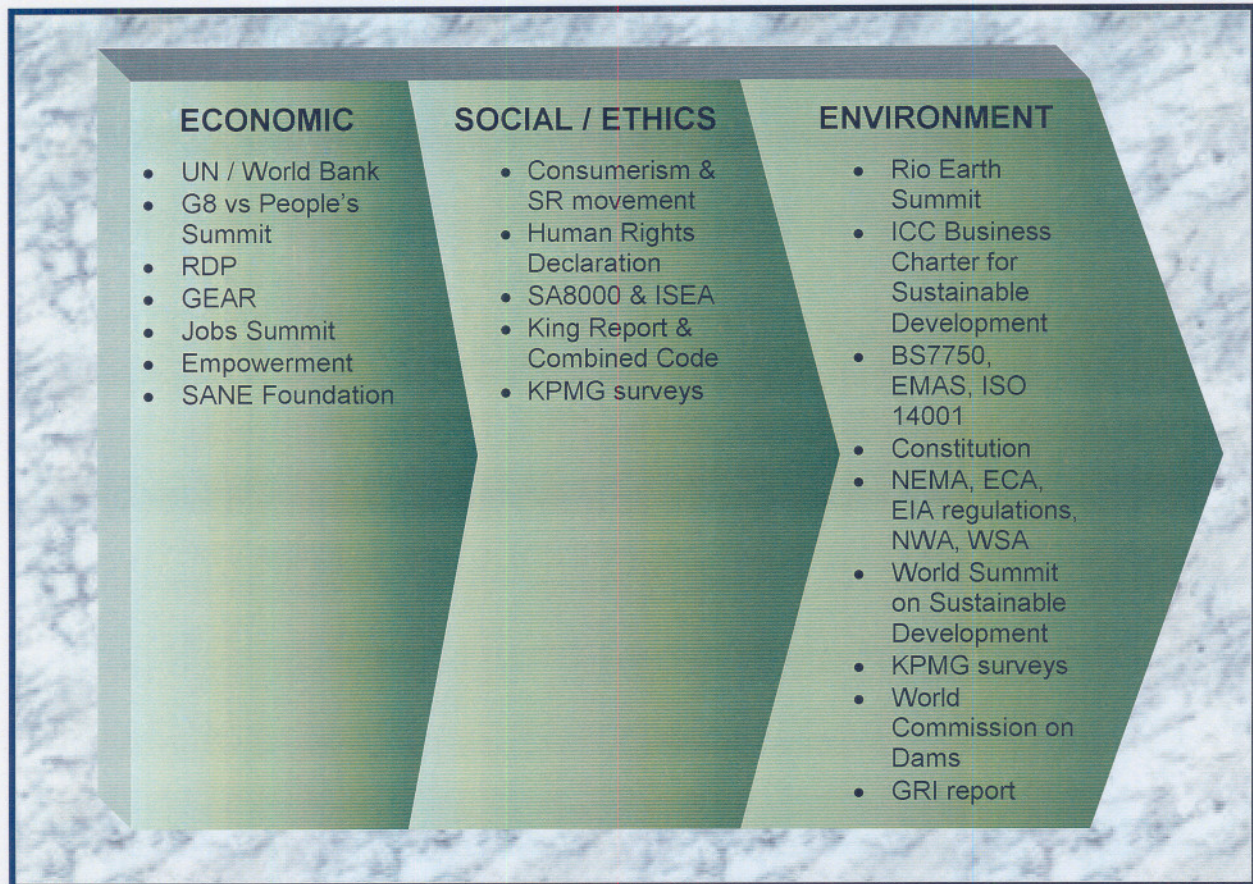 ECONOMIC
• UN / World Bank
• G8 vs People's
Summit
• RDP
• GEAR
• Jobs Summit
• Empowerment
• SANE Foundation
SOCIAL / ETHICS
• Consumerism &
SR movement
• Human Rights
Declaration
• SA8000 & ISEA
• King Report &
Combined Code
• KPMG surveys
ENVIRONMENT
• Rio Earth
Summit
• ICC Business
Charter for
Sustainable
Development
• BS7750,
EMAS, ISO
14001
• Constitution
• NEMA, ECA,
EIA regulations,
NWA, WSA
• World Summit
on Sustainable
Development
• KPMG surveys
• World
Commission on
Dams
• GRI report